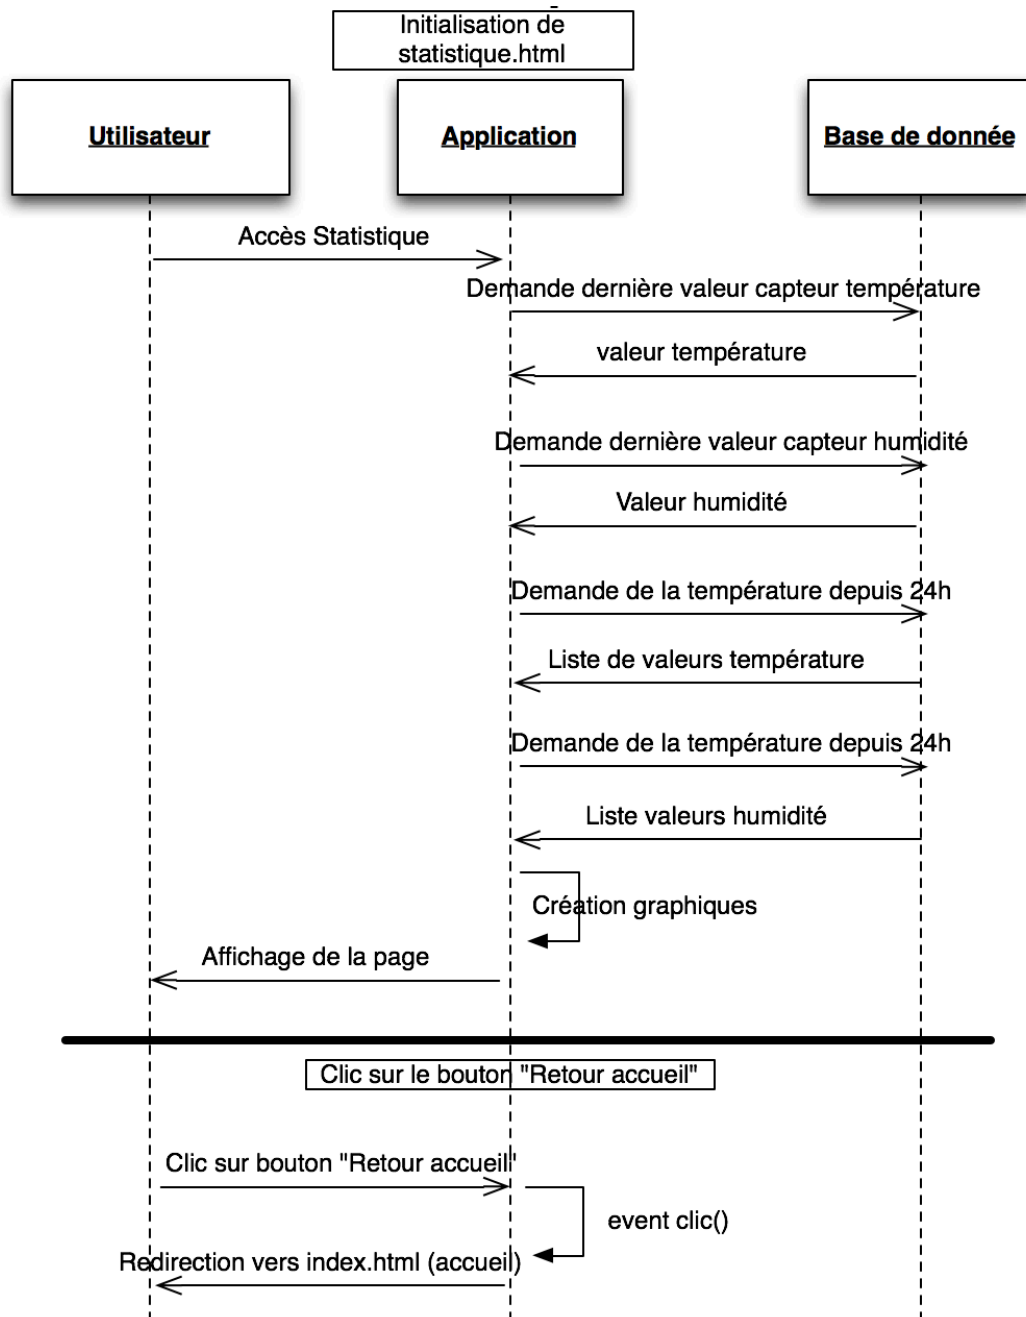 Initialisation de
statistique.html
Utilisateur
Application
Base de donnée
Accès Statistique
Demande dernière valeur capteur température
valeur température
Demande dernière valeur capteur humidité
Valeur humidité
Demande de la température depuis 24h
Liste de valeurs température
Demande de la température depuis 24h
Liste valeurs humidité
Création graphiques
Affichage de la page
Clic sur le bouton "Retour accueil"
Clic sur bouton "Retour accueil"
event clic()
Redirection vers index.html (accueil)